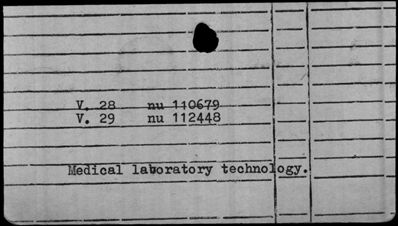 V. 28 nu 110679
V. 29 nu 112448
Medical laboratory technology.